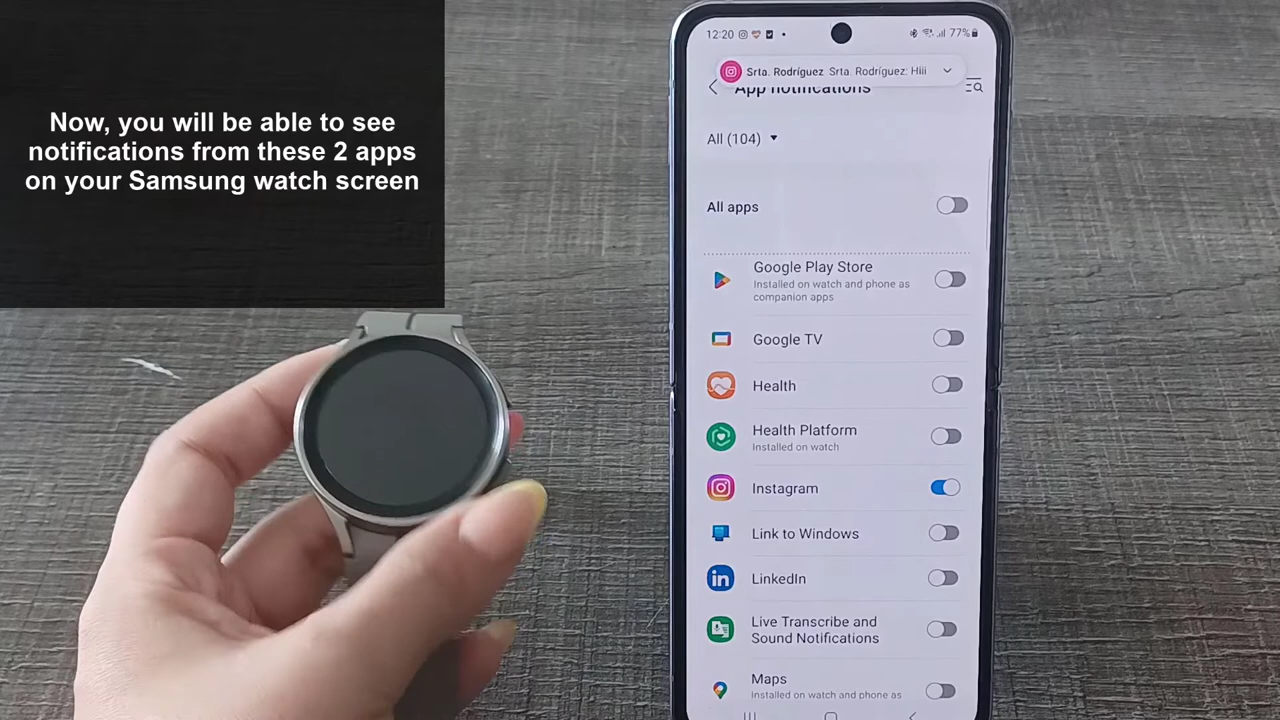 Now, you will be able to see
notifications from these 2 apps
on your Samsung watch screen
12:20
77%
Srta. Rodríguez Srta. Rodríguez: Hiii
App notifications
All (104)
All apps
Google Play Store
Installed on watch and phone as
companion apps
Google TV
Health
Health Platform
Installed on watch
Instagram
Link to Windows
LinkedIn
Live Transcribe and
Sound Notifications
Maps
Installed on watch and phone as